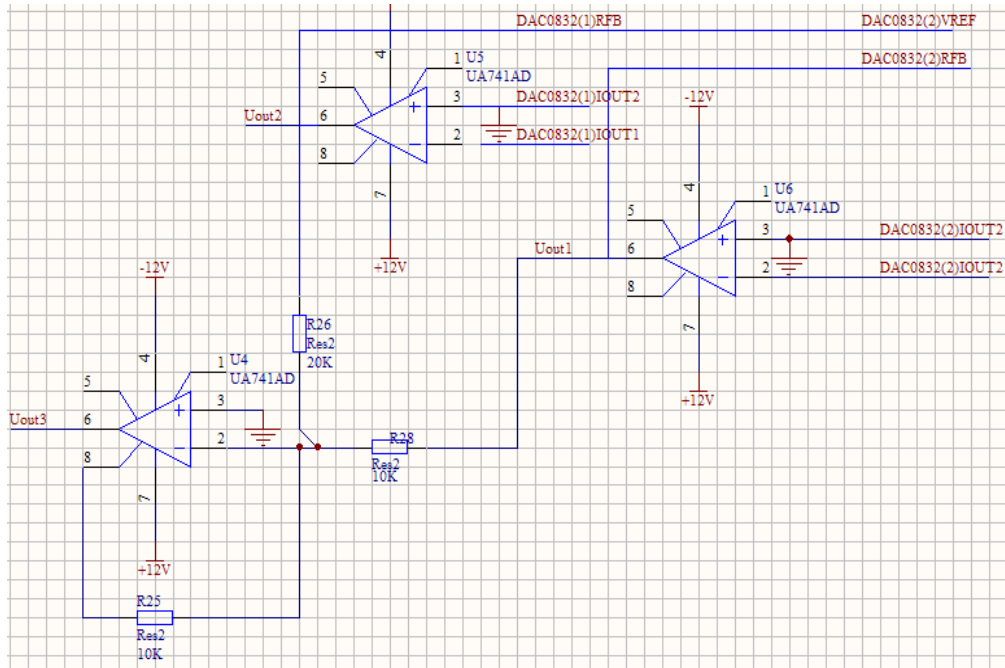 DAC0832(1)RFB
DAC0832(2)VREF
4
1
U5
UA741AD
DAC0832(2)RFB
5
3
DAC0832(1)IOUT2
-12V
Uout2
6
2
DAC0832(1)IOUT1
8
7
4
1
U6
UA741AD
5
3
DAC0832(2)IOUT2
+12V
Uout1
6
2
DAC0832(2)IOUT2
8
7
-12V
R26
Res2
20K
4
1
U4
UA741AD
+12V
5
3
Uout3
6
2
R28
8
Res2
10K
7
+12V
R25
Res2
10K